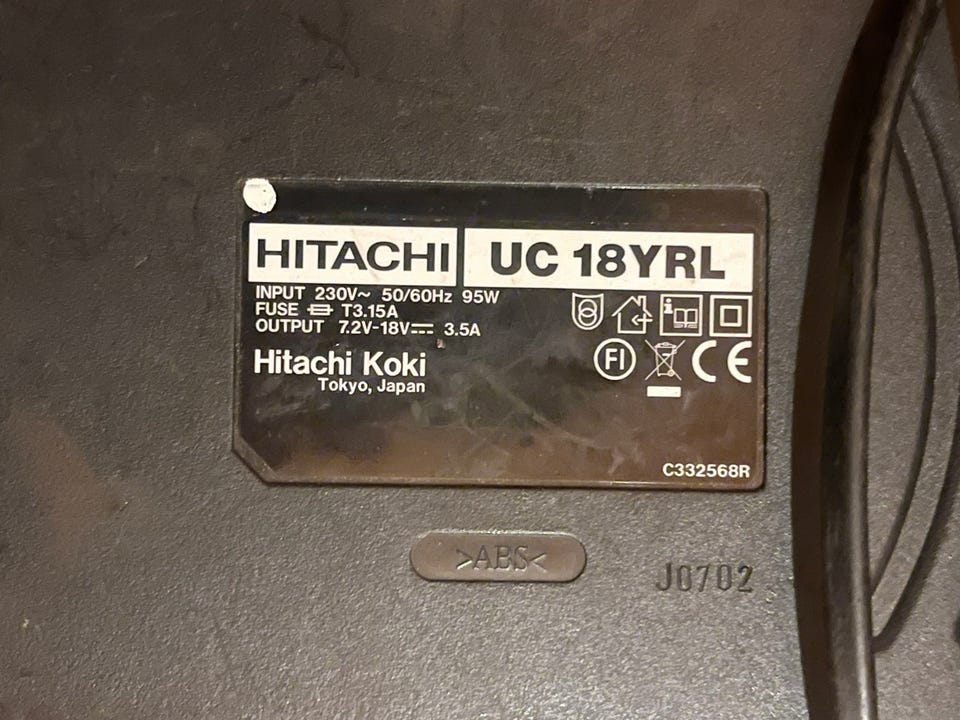 HITACHI UC 18YRL
INPUT 230V~ 50/60Hz 95W
FUSE T3.15A
OUTPUT 7.2V-18V⎓ 3.5A
Hitachi Koki
Tokyo, Japan
i
FI CE
C332568R
>ABS<
J0702